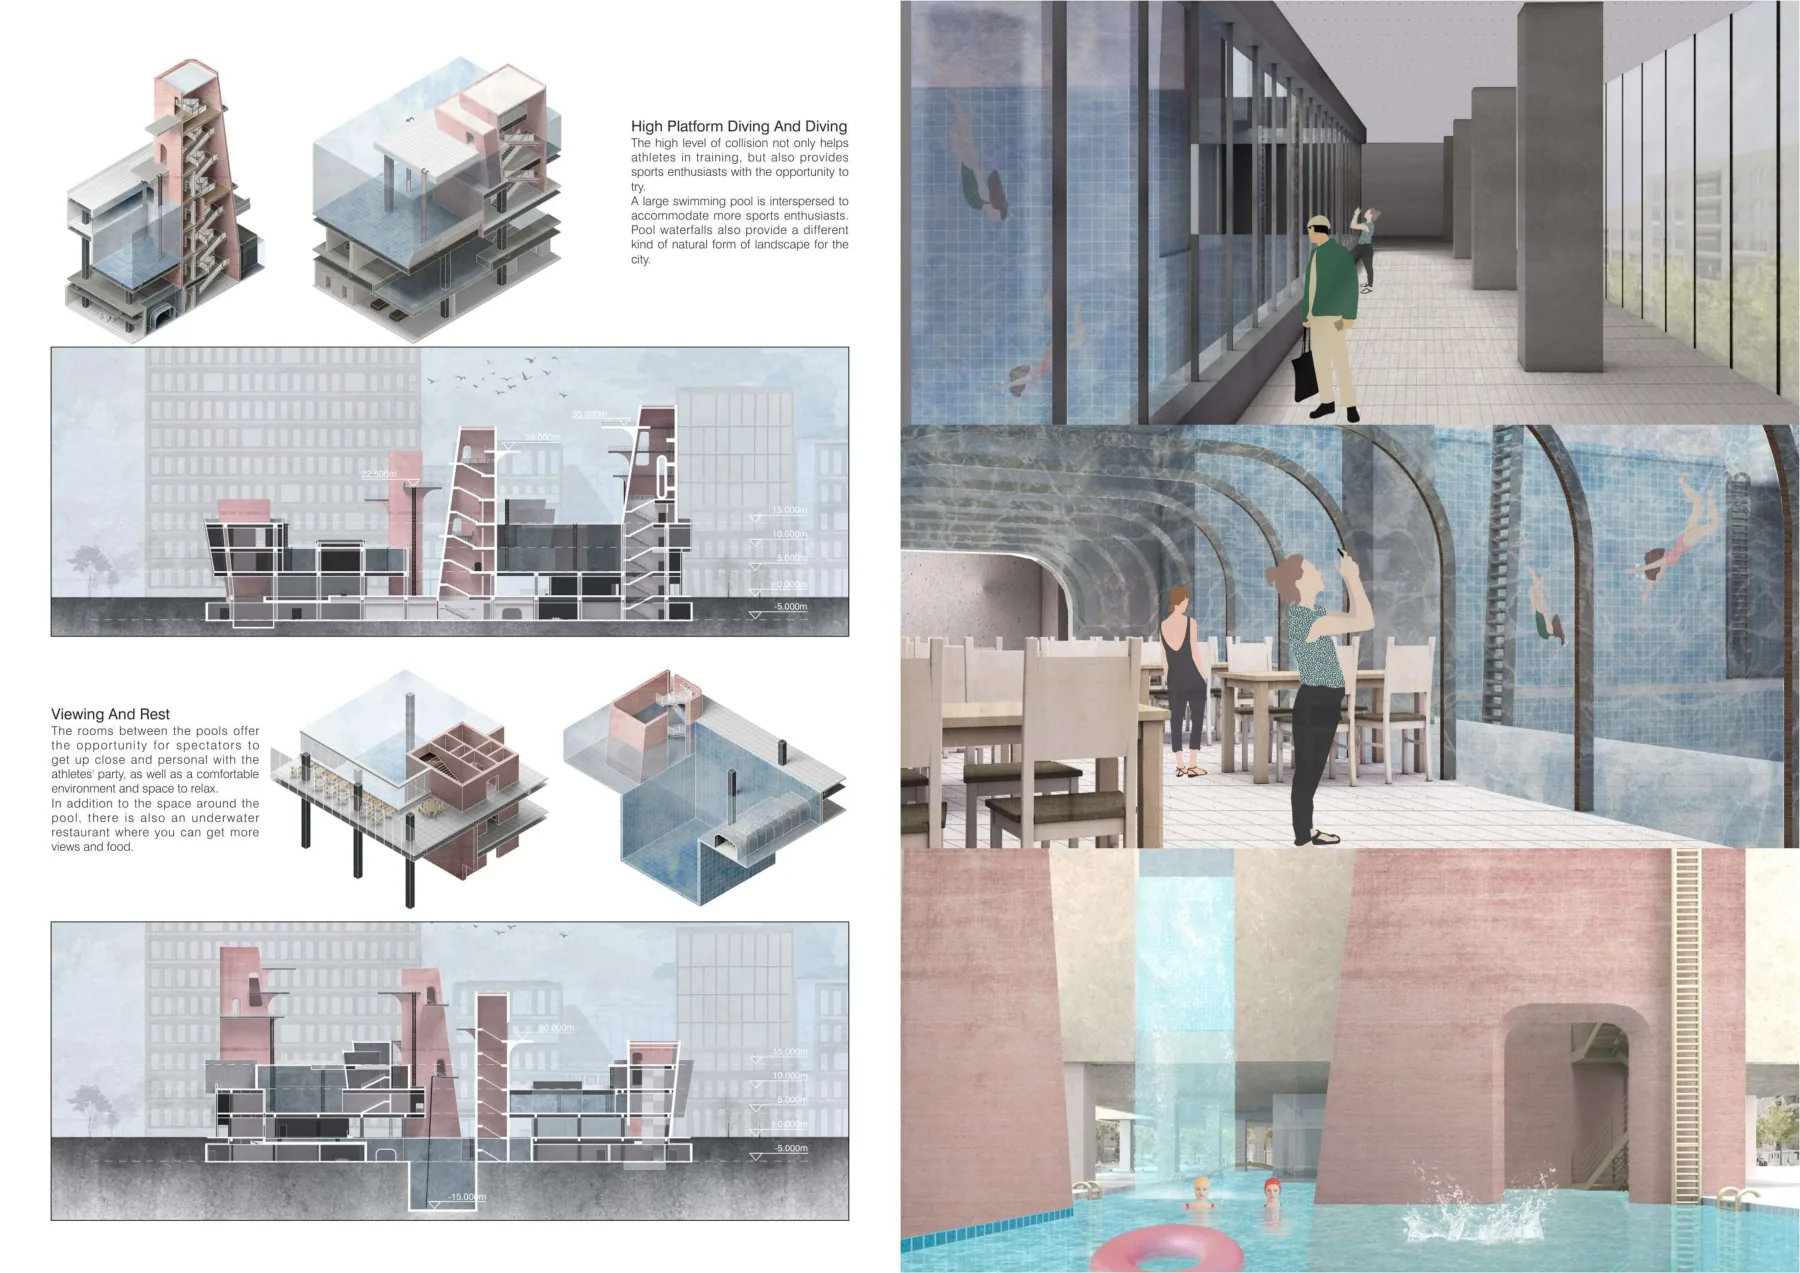 High Platform Diving And Diving
The high level of collision not only helps
athletes in training, but also provides
sports enthusiasts with the opportunity to
try.
A large swimming pool is interspersed to
accommodate more sports enthusiasts.
Pool waterfalls also provide a different
kind of natural form of landscape for the
city.
35.000m
30.000m
22.500m
15.000m
10.000m
5.000m
±0.000m
-5.000m
Viewing And Rest
The rooms between the pools offer
the opportunity for spectators to
get up close and personal with the
athletes' party, as well as a comfortable
environment and space to relax.
In addition to the space around the
pool, there is also an underwater
restaurant where you can get more
views and food.
20.000m
15.000m
10.000m
5.000m
±0.000m
-5.000m
-15.000m